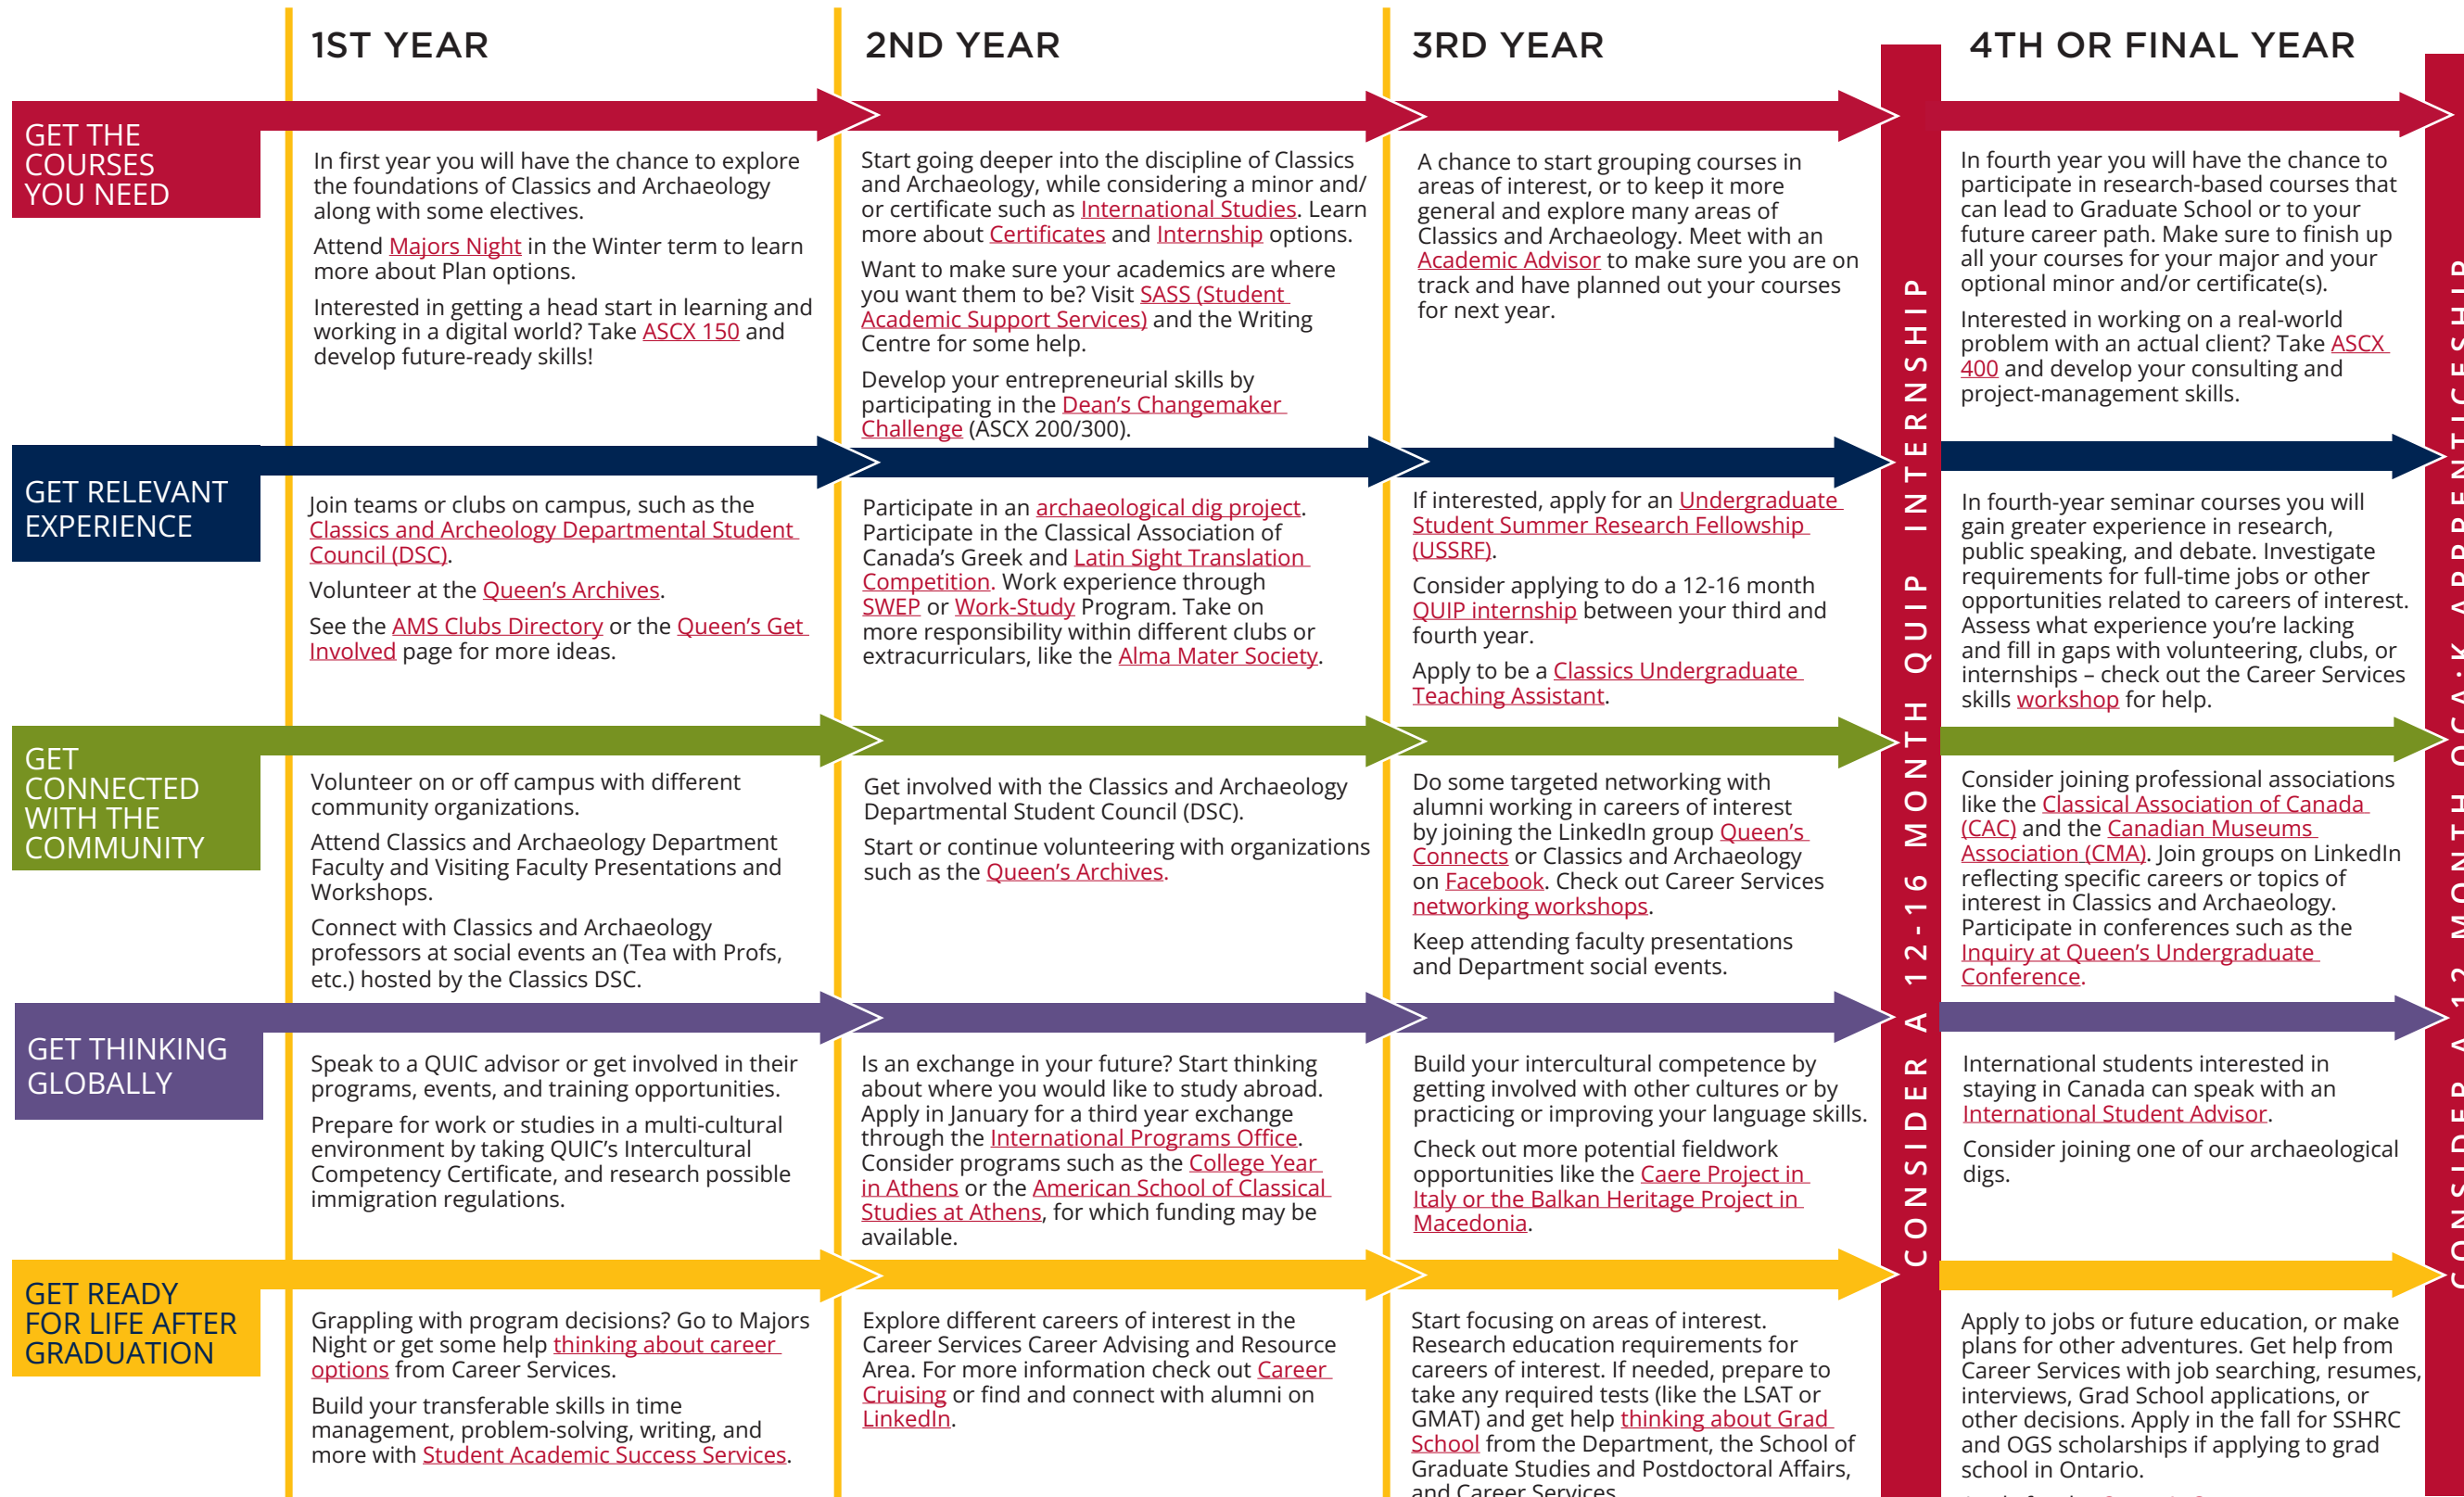 1ST YEAR
2ND YEAR
3RD YEAR
4TH OR FINAL YEAR
GET THE
COURSES
YOU NEED
In first year you will have the chance to explore
the foundations of Classics and Archaeology
along with some electives.
Attend Majors Night in the Winter term to learn
more about Plan options.
Interested in getting a head start in learning and
working in a digital world? Take ASCX 150 and
develop future-ready skills!
Start going deeper into the discipline of Classics
and Archaeology, while considering a minor and/
or certificate such as International Studies. Learn
more about Certificates and Internship options.
Want to make sure your academics are where
you want them to be? Visit SASS (Student
Academic Support Services) and the Writing
Centre for some help.
Develop your entrepreneurial skills by
participating in the Dean’s Changemaker
Challenge (ASCX 200/300).
A chance to start grouping courses in
areas of interest, or to keep it more
general and explore many areas of
Classics and Archaeology. Meet with an
Academic Advisor to make sure you are on
track and have planned out your courses
for next year.
In fourth year you will have the chance to
participate in research-based courses that
can lead to Graduate School or to your
future career path. Make sure to finish up
all your courses for your major and your
optional minor and/or certificate(s).
Interested in working on a real-world
problem with an actual client? Take ASCX
400 and develop your consulting and
project-management skills.
GET RELEVANT
EXPERIENCE
Join teams or clubs on campus, such as the
Classics and Archeology Departmental Student
Council (DSC).
Volunteer at the Queen’s Archives.
See the AMS Clubs Directory or the Queen’s Get
Involved page for more ideas.
Participate in an archaeological dig project.
Participate in the Classical Association of
Canada’s Greek and Latin Sight Translation
Competition. Work experience through
SWEP or Work-Study Program. Take on
more responsibility within different clubs or
extracurriculars, like the Alma Mater Society.
If interested, apply for an Undergraduate
Student Summer Research Fellowship
(USSRF).
Consider applying to do a 12-16 month
QUIP internship between your third and
fourth year.
Apply to be a Classics Undergraduate
Teaching Assistant.
In fourth-year seminar courses you will
gain greater experience in research,
public speaking, and debate. Investigate
requirements for full-time jobs or other
opportunities related to careers of interest.
Assess what experience you’re lacking
and fill in gaps with volunteering, clubs, or
internships – check out the Career Services
skills workshop for help.
GET
CONNECTED
WITH THE
COMMUNITY
Volunteer on or off campus with different
community organizations.
Attend Classics and Archaeology Department
Faculty and Visiting Faculty Presentations and
Workshops.
Connect with Classics and Archaeology
professors at social events an (Tea with Profs,
etc.) hosted by the Classics DSC.
Get involved with the Classics and Archaeology
Departmental Student Council (DSC).
Start or continue volunteering with organizations
such as the Queen’s Archives.
Do some targeted networking with
alumni working in careers of interest
by joining the LinkedIn group Queen’s
Connects or Classics and Archaeology
on Facebook. Check out Career Services
networking workshops.
Keep attending faculty presentations
and Department social events.
Consider joining professional associations
like the Classical Association of Canada
(CAC) and the Canadian Museums
Association (CMA). Join groups on LinkedIn
reflecting specific careers or topics of
interest in Classics and Archaeology.
Participate in conferences such as the
Inquiry at Queen’s Undergraduate
Conference.
GET THINKING
GLOBALLY
Speak to a QUIC advisor or get involved in their
programs, events, and training opportunities.
Prepare for work or studies in a multi-cultural
environment by taking QUIC’s Intercultural
Competency Certificate, and research possible
immigration regulations.
Is an exchange in your future? Start thinking
about where you would like to study abroad.
Apply in January for a third year exchange
through the International Programs Office.
Consider programs such as the College Year
in Athens or the American School of Classical
Studies at Athens, for which funding may be
available.
Build your intercultural competence by
getting involved with other cultures or by
practicing or improving your language skills.
Check out more potential fieldwork
opportunities like the Caere Project in
Italy or the Balkan Heritage Project in
Macedonia.
International students interested in
staying in Canada can speak with an
International Student Advisor.
Consider joining one of our archaeological
digs.
GET READY
FOR LIFE AFTER
GRADUATION
Grappling with program decisions? Go to Majors
Night or get some help thinking about career
options from Career Services.
Build your transferable skills in time
management, problem-solving, writing, and
more with Student Academic Success Services.
Explore different careers of interest in the
Career Services Career Advising and Resource
Area. For more information check out Career
Cruising or find and connect with alumni on
LinkedIn.
Start focusing on areas of interest.
Research education requirements for
careers of interest. If needed, prepare to
take any required tests (like the LSAT or
GMAT) and get help thinking about Grad
School from the Department, the School of
Graduate Studies and Postdoctoral Affairs,
and Career Services
Apply to jobs or future education, or make
plans for other adventures. Get help from
Career Services with job searching, resumes,
interviews, Grad School applications, or
other decisions. Apply in the fall for SSHRC
and OGS scholarships if applying to grad
school in Ontario.
CONSIDER A 12-16 MONTH QUIP INTERNSHIP
CONSIDER A 12 MONTH APPRENTICESHIP